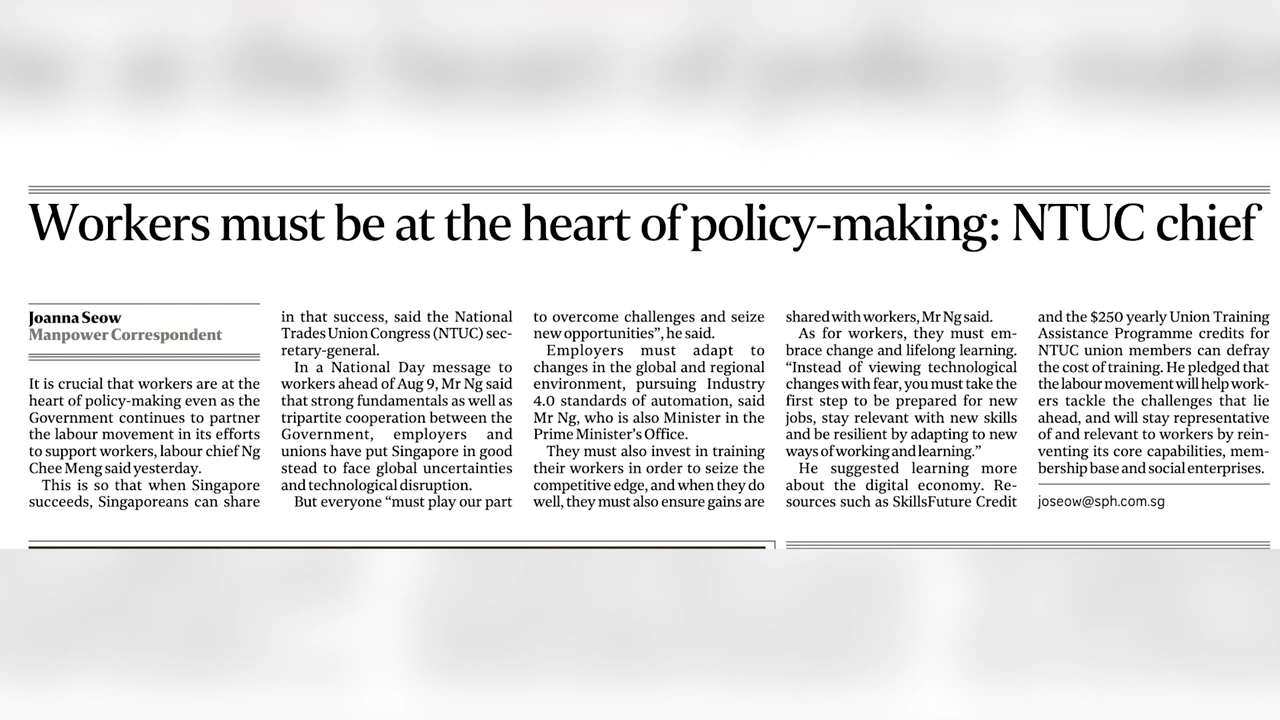 Workers must be at the heart of policy-making: NTUC chief
Joanna Seow
Manpower Correspondent
It is crucial that workers are at the
heart of policy-making even as the
Government continues to partner
the labour movement in its efforts
to support workers, labour chief Ng
Chee Meng said yesterday.
This is so that when Singapore
succeeds, Singaporeans can share
in that success, said the National
Trades Union Congress (NTUC) sec-
retary-general.
In a National Day message to
workers ahead of Aug 9, Mr Ng said
that strong fundamentals as well as
tripartite cooperation between the
Government, employers and
unions have put Singapore in good
stead to face global uncertainties
and technological disruption.
But everyone “must play our part
to overcome challenges and seize
new opportunities”, he said.
Employers must adapt to
changes in the global and regional
environment, pursuing Industry
4.0 standards of automation, said
Mr Ng, who is also Minister in the
Prime Minister’s Office.
They must also invest in training
their workers in order to seize the
competitive edge, and when they do
well, they must also ensure gains are
shared with workers, Mr Ng said.
As for workers, they must em-
brace change and lifelong learning.
“Instead of viewing technological
changes with fear, you must take the
first step to be prepared for new
jobs, stay relevant with new skills
and be resilient by adapting to new
ways of working and learning.”
He suggested learning more
about the digital economy. Re-
sources such as SkillsFuture Credit
and the $250 yearly Union Training
Assistance Programme credits for
NTUC union members can defray
the cost of training. He pledged that
the labour movement will help work-
ers tackle the challenges that lie
ahead, and will stay representative
of and relevant to workers by rein-
venting its core capabilities, mem-
bership base and social enterprises.
joseow@sph.com.sg